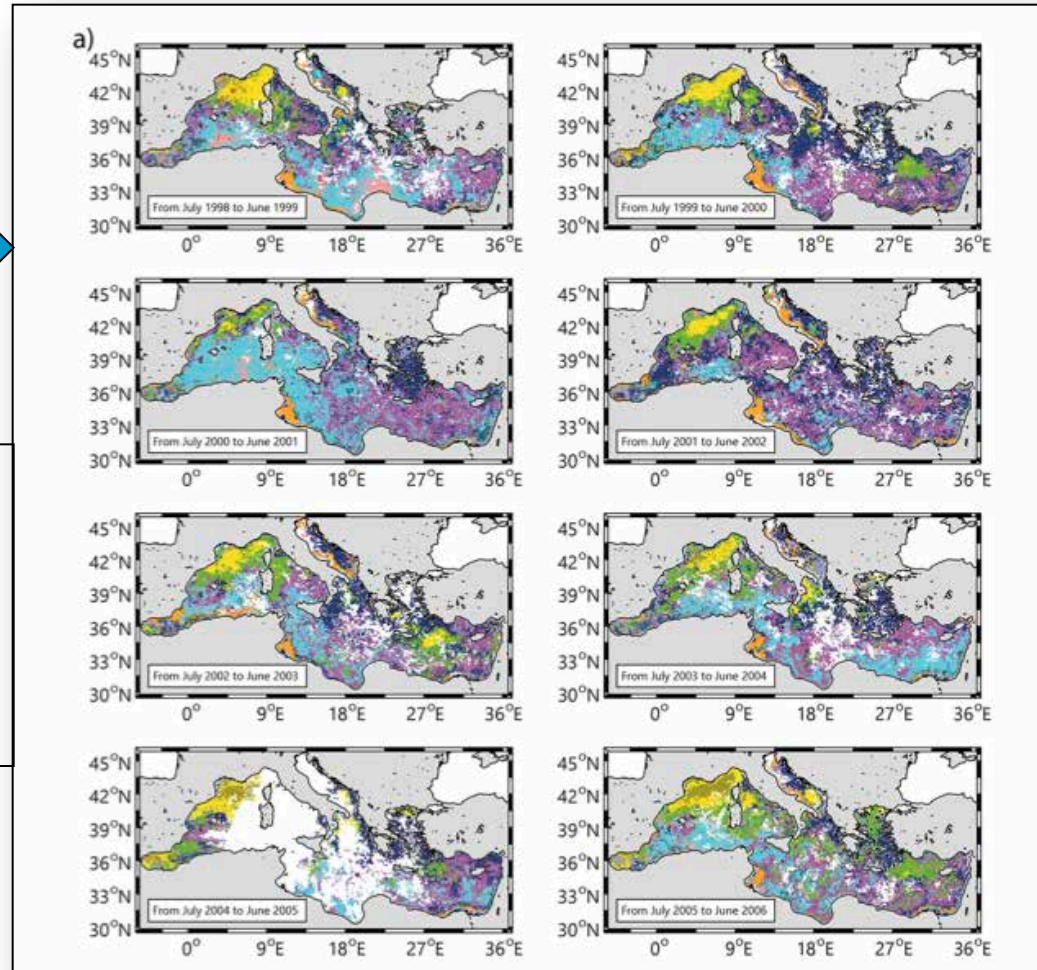 a)
45°N
42°N
39°N
36°N
33°N
30°N
From July 1998 to June 1999
0° 9°E 18°E 27°E 36°E
45°N
42°N
39°N
36°N
33°N
30°N
From July 1999 to June 2000
0° 9°E 18°E 27°E 36°E
45°N
42°N
39°N
36°N
33°N
30°N
From July 2000 to June 2001
0° 9°E 18°E 27°E 36°E
45°N
42°N
39°N
36°N
33°N
30°N
From July 2001 to June 2002
0° 9°E 18°E 27°E 36°E
45°N
42°N
39°N
36°N
33°N
30°N
From July 2002 to June 2003
0° 9°E 18°E 27°E 36°E
45°N
42°N
39°N
36°N
33°N
30°N
From July 2003 to June 2004
0° 9°E 18°E 27°E 36°E
45°N
42°N
39°N
36°N
33°N
30°N
From July 2004 to June 2005
0° 9°E 18°E 27°E 36°E
45°N
42°N
39°N
36°N
33°N
30°N
From July 2005 to June 2006
0° 9°E 18°E 27°E 36°E